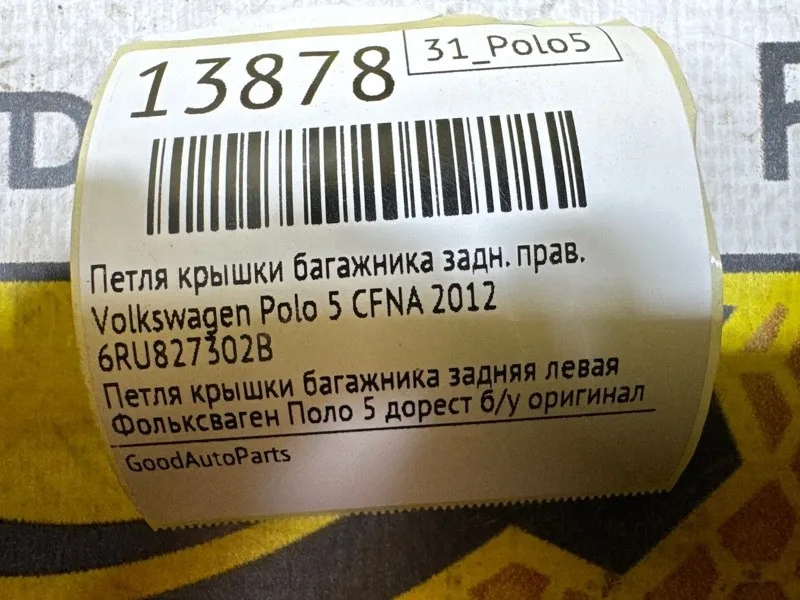 13878
31_Polo5
Петля крышки багажника задн. прав.
Volkswagen Polo 5 CFNA 2012
6RU827302B
Петля крышки багажника задняя левая
Фольксваген Поло 5 дорест б/у оригинал
GoodAutoParts